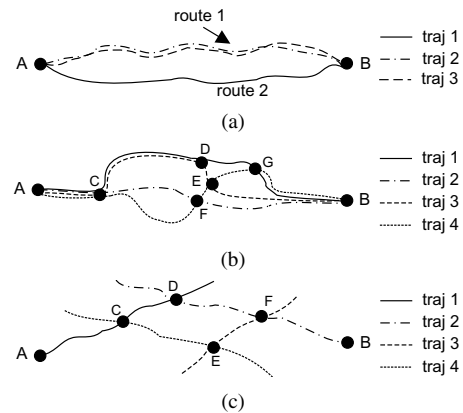 route 1
A
B
route 2
traj 1
traj 2
traj 3
(a)
D
G
A
C
E
F
B
traj 1
traj 2
traj 3
traj 4
(b)
D
C
F
A
E
B
traj 1
traj 2
traj 3
traj 4
(c)